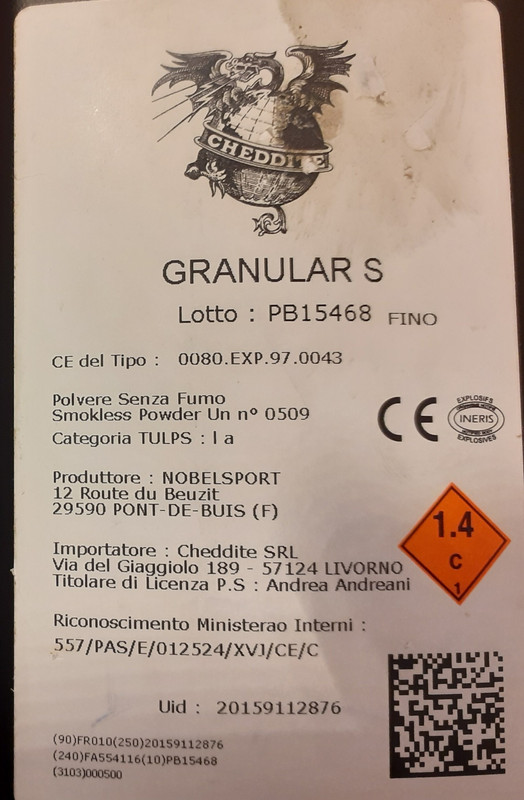 CHEDDITE
GRANULAR S
Lotto : PB15468 FINO
CE del Tipo : 0080.EXP.97.0043
Polvere Senza Fumo
Smokless Powder Un n° 0509
Categoria TULPS : I a
CE
EXPLOSIFS
INERIS
EXPLOSIVES
Produttore : NOBELSPORT
12 Route du Beuzit
29590 PONT-DE-BUIS (F)
1.4
C
1
Importatore : Cheddite SRL
Via del Giaggiolo 189 - 57124 LIVORNO
Titolare di Licenza P.S : Andrea Andreani
Riconoscimento Ministerao Interni :
557/PAS/E/012524/XVJ/CE/C
Uid : 20159112876
(90)FR010(250)20159112876
(240)FA554116(10)PB15468
(3103)000500